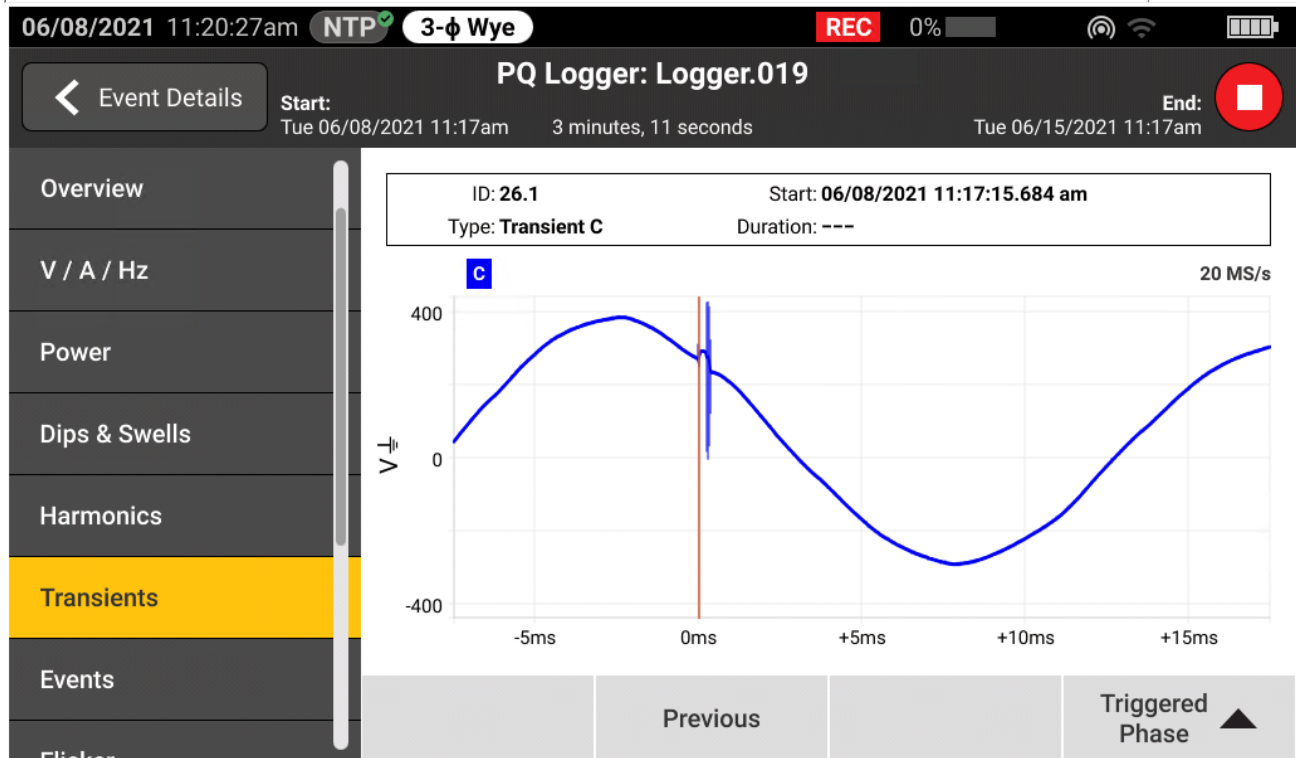 06/08/2021 11:20:27am NTP 3-ϕ Wye REC 0%
Event Details
PQ Logger: Logger.019
Start:
Tue 06/08/2021 11:17am
3 minutes, 11 seconds
End:
Tue 06/15/2021 11:17am
Overview
V / A / Hz
Power
Dips & Swells
Harmonics
Transients
Events
Flicker
ID: 26.1
Start: 06/08/2021 11:17:15.684 am
Type: Transient C
Duration: ---
C
20 MS/s
V
400
0
-400
-5ms
0ms
+5ms
+10ms
+15ms
Previous
Triggered
Phase